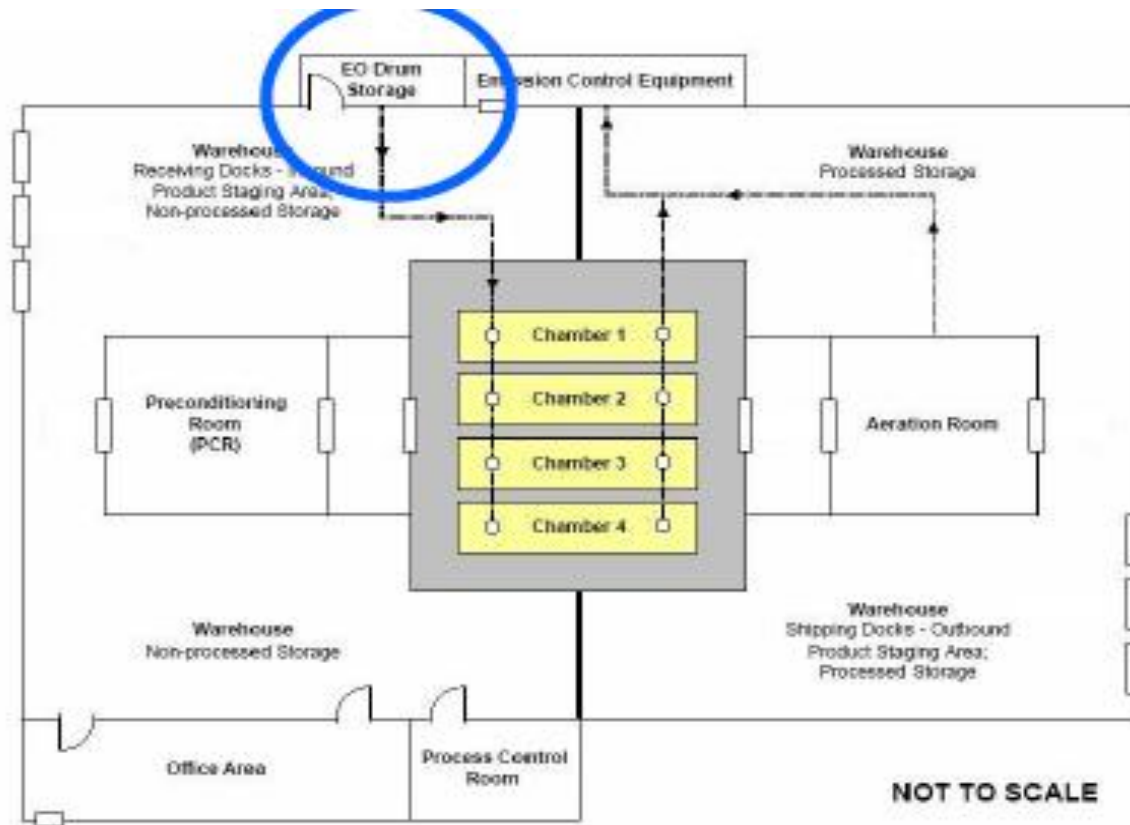 EO Drum
Storage
Emission Control Equipment
Warehouse
Receiving Docks - Inbound
Product Staging Area;
Non-processed Storage
Warehouse
Processed Storage
Chamber 1
Chamber 2
Chamber 3
Chamber 4
Preconditioning
Room
(PCR)
Aeration Room
Warehouse
Non-processed Storage
Warehouse
Shipping Docks - Outbound
Product Staging Area;
Processed Storage
Office Area
Process Control
Room
NOT TO SCALE